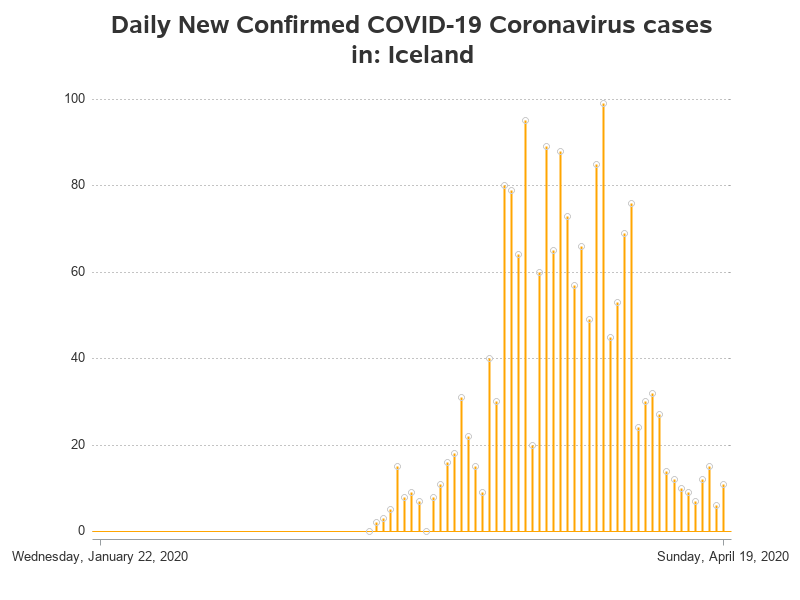 Daily New Confirmed COVID-19 Coronavirus cases
in: Iceland
100
80
60
40
20
0
Wednesday, January 22, 2020
Sunday, April 19, 2020